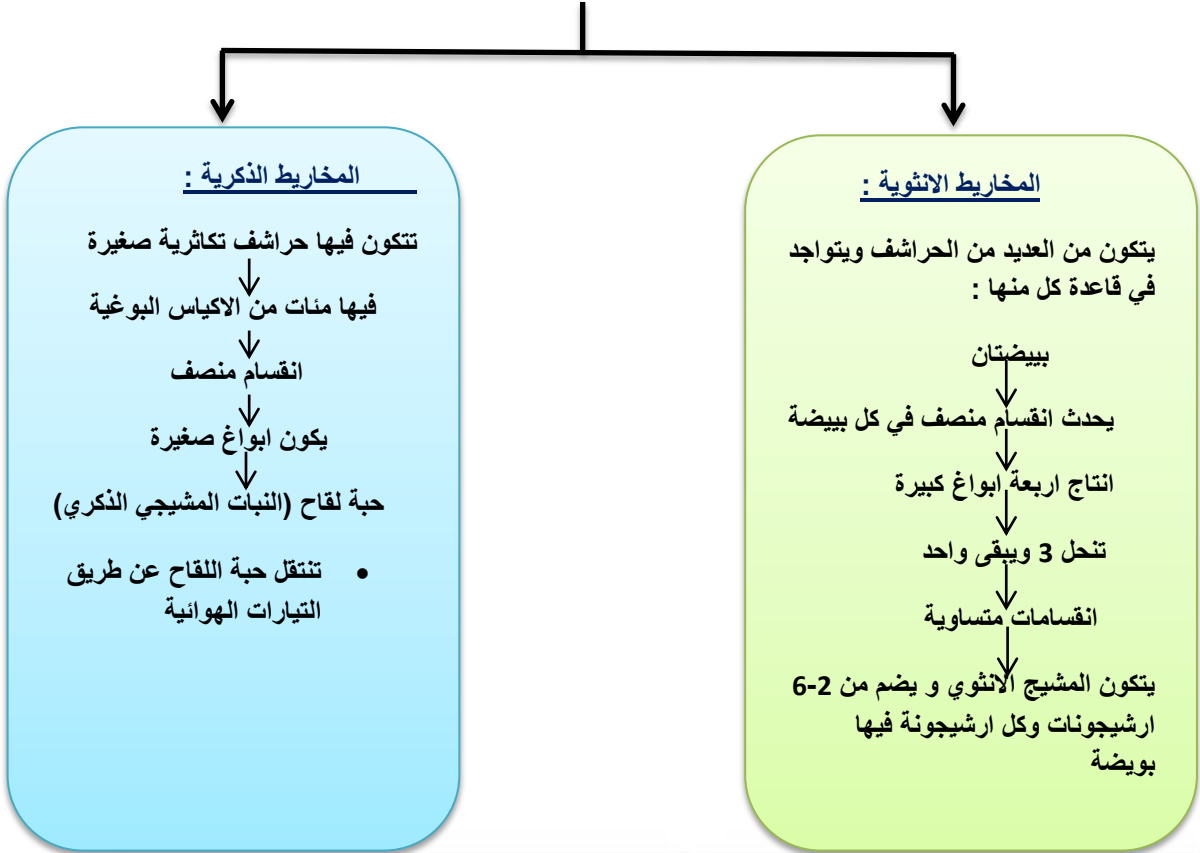 المخاريط الانثوية :
يتكون من العديد من الحراشف ويتواجد
في قاعدة كل منها :
بييضتان
يحدث انقسام منصف في كل بييضة
انتاج اربعة ابواغ كبيرة
تنحل 3 ويبقى واحد
انقسامات متساوية
يتكون المشيج الانثوي و يضم من 2-6
ارشيجونات وكل ارشيجونة فيها
بويضة
المخاريط الذكرية :
تتكون فيها حراشف تكاثرية صغيرة
فيها مئات من الاكياس البوغية
انقسام منصف
يكون ابواغ صغيرة
حبة لقاح (النبات المشيجي الذكري)
• تنتقل حبة اللقاح عن طريق
التيارات الهوائية